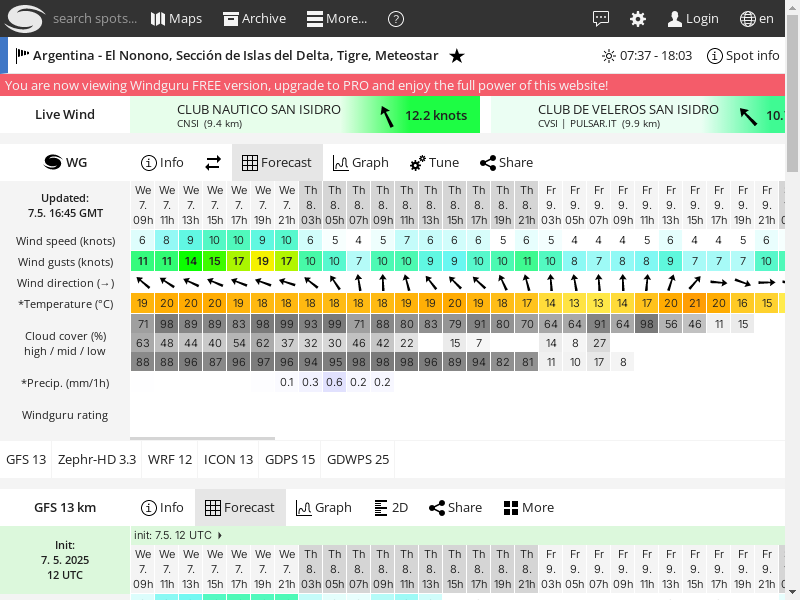 search spots... Maps Archive More... ? Login en
Argentina - El Nonono, Sección de Islas del Delta, Tigre, Meteostar ★ 07:37 - 18:03 Spot info
You are now viewing Windguru FREE version, upgrade to PRO and enjoy the full power of this website!
Live Wind CLUB NAUTICO SAN ISIDRO CNSI (9.4 km) 12.2 knots CLUB DE VELEROS SAN ISIDRO CVSI | PULSAR.IT (9.9 km) 10.
WG Info Forecast Graph Tune Share
Updated:
7.5. 16:45 GMT
We We We We We We We Th Th Th Th Th Th Th Th Th Th Fr Fr Fr Fr Fr Fr Fr Fr Fr Fr
7. 7. 7. 7. 7. 7. 7. 8. 8. 8. 8. 8. 8. 8. 8. 8. 8. 9. 9. 9. 9. 9. 9. 9. 9. 9. 9.
09h 11h 13h 15h 17h 19h 21h 03h 05h 07h 09h 11h 13h 15h 17h 19h 21h 03h 05h 07h 09h 11h 13h 15h 17h 19h 21h
Wind speed (knots) 6 8 9 10 10 9 10 6 5 4 5 7 6 6 6 5 6 5 4 4 4 5 6 4 4 5 6
Wind gusts (knots) 11 11 14 15 17 19 17 10 10 7 10 10 9 9 10 10 11 10 8 7 8 8 9 7 7 7 10
Wind direction (→)
*Temperature (°C) 19 20 20 20 19 18 18 18 18 18 18 19 19 20 19 18 17 14 13 13 14 17 20 21 20 16 15
Cloud cover (%)
high / mid / low
71 98 89 89 83 98 99 93 99 71 88 80 83 79 91 80 70 64 64 91 64 98 56 46 11 15
63 48 44 40 54 62 37 32 30 46 42 22 15 7 14 8 27
88 88 96 87 96 97 96 94 95 98 98 98 96 89 94 82 81 11 10 17 8
*Precip. (mm/1h) 0.1 0.3 0.6 0.2 0.2
Windguru rating
GFS 13 Zephr-HD 3.3 WRF 12 ICON 13 GDPS 15 GDWPS 25
GFS 13 km Info Forecast Graph 2D Share More
init: 7.5. 12 UTC
Init:
7. 5. 2025
12 UTC
We We We We We We We Th Th Th Th Th Th Th Th Th Th Fr Fr Fr Fr Fr Fr Fr Fr Fr Fr
7. 7. 7. 7. 7. 7. 7. 8. 8. 8. 8. 8. 8. 8. 8. 8. 8. 9. 9. 9. 9. 9. 9. 9. 9. 9. 9.
09h 11h 13h 15h 17h 19h 21h 03h 05h 07h 09h 11h 13h 15h 17h 19h 21h 03h 05h 07h 09h 11h 13h 15h 17h 19h 21h